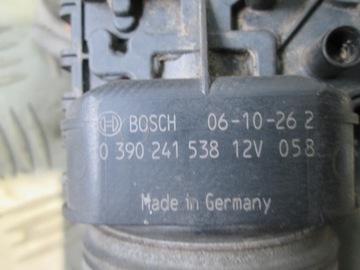 BOSCH 06-10-26 2
0 390 241 538 12V 058
Made in Germany